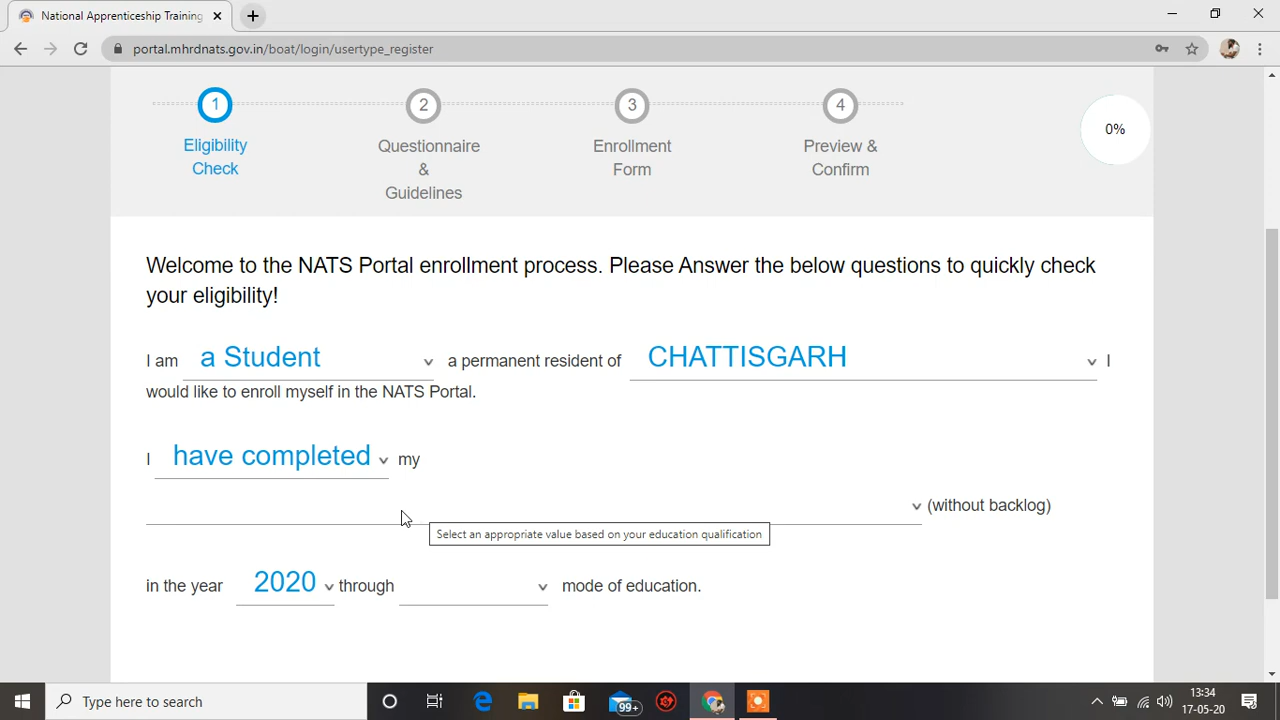 National Apprenticeship Training
portal.mhrdnats.gov.in/boat/login/usertype_register
1
2
3
4
0%
Eligibility
Check
Questionnaire
&
Guidelines
Enrollment
Form
Preview &
Confirm
Welcome to the NATS Portal enrollment process. Please Answer the below questions to quickly check
your eligibility!
I am a Student a permanent resident of CHATTISGARH I
would like to enroll myself in the NATS Portal.
I have completed my
(without backlog)
Select an appropriate value based on your education qualification
in the year 2020 through mode of education.
Type here to search
99+
13:34
17-05-20